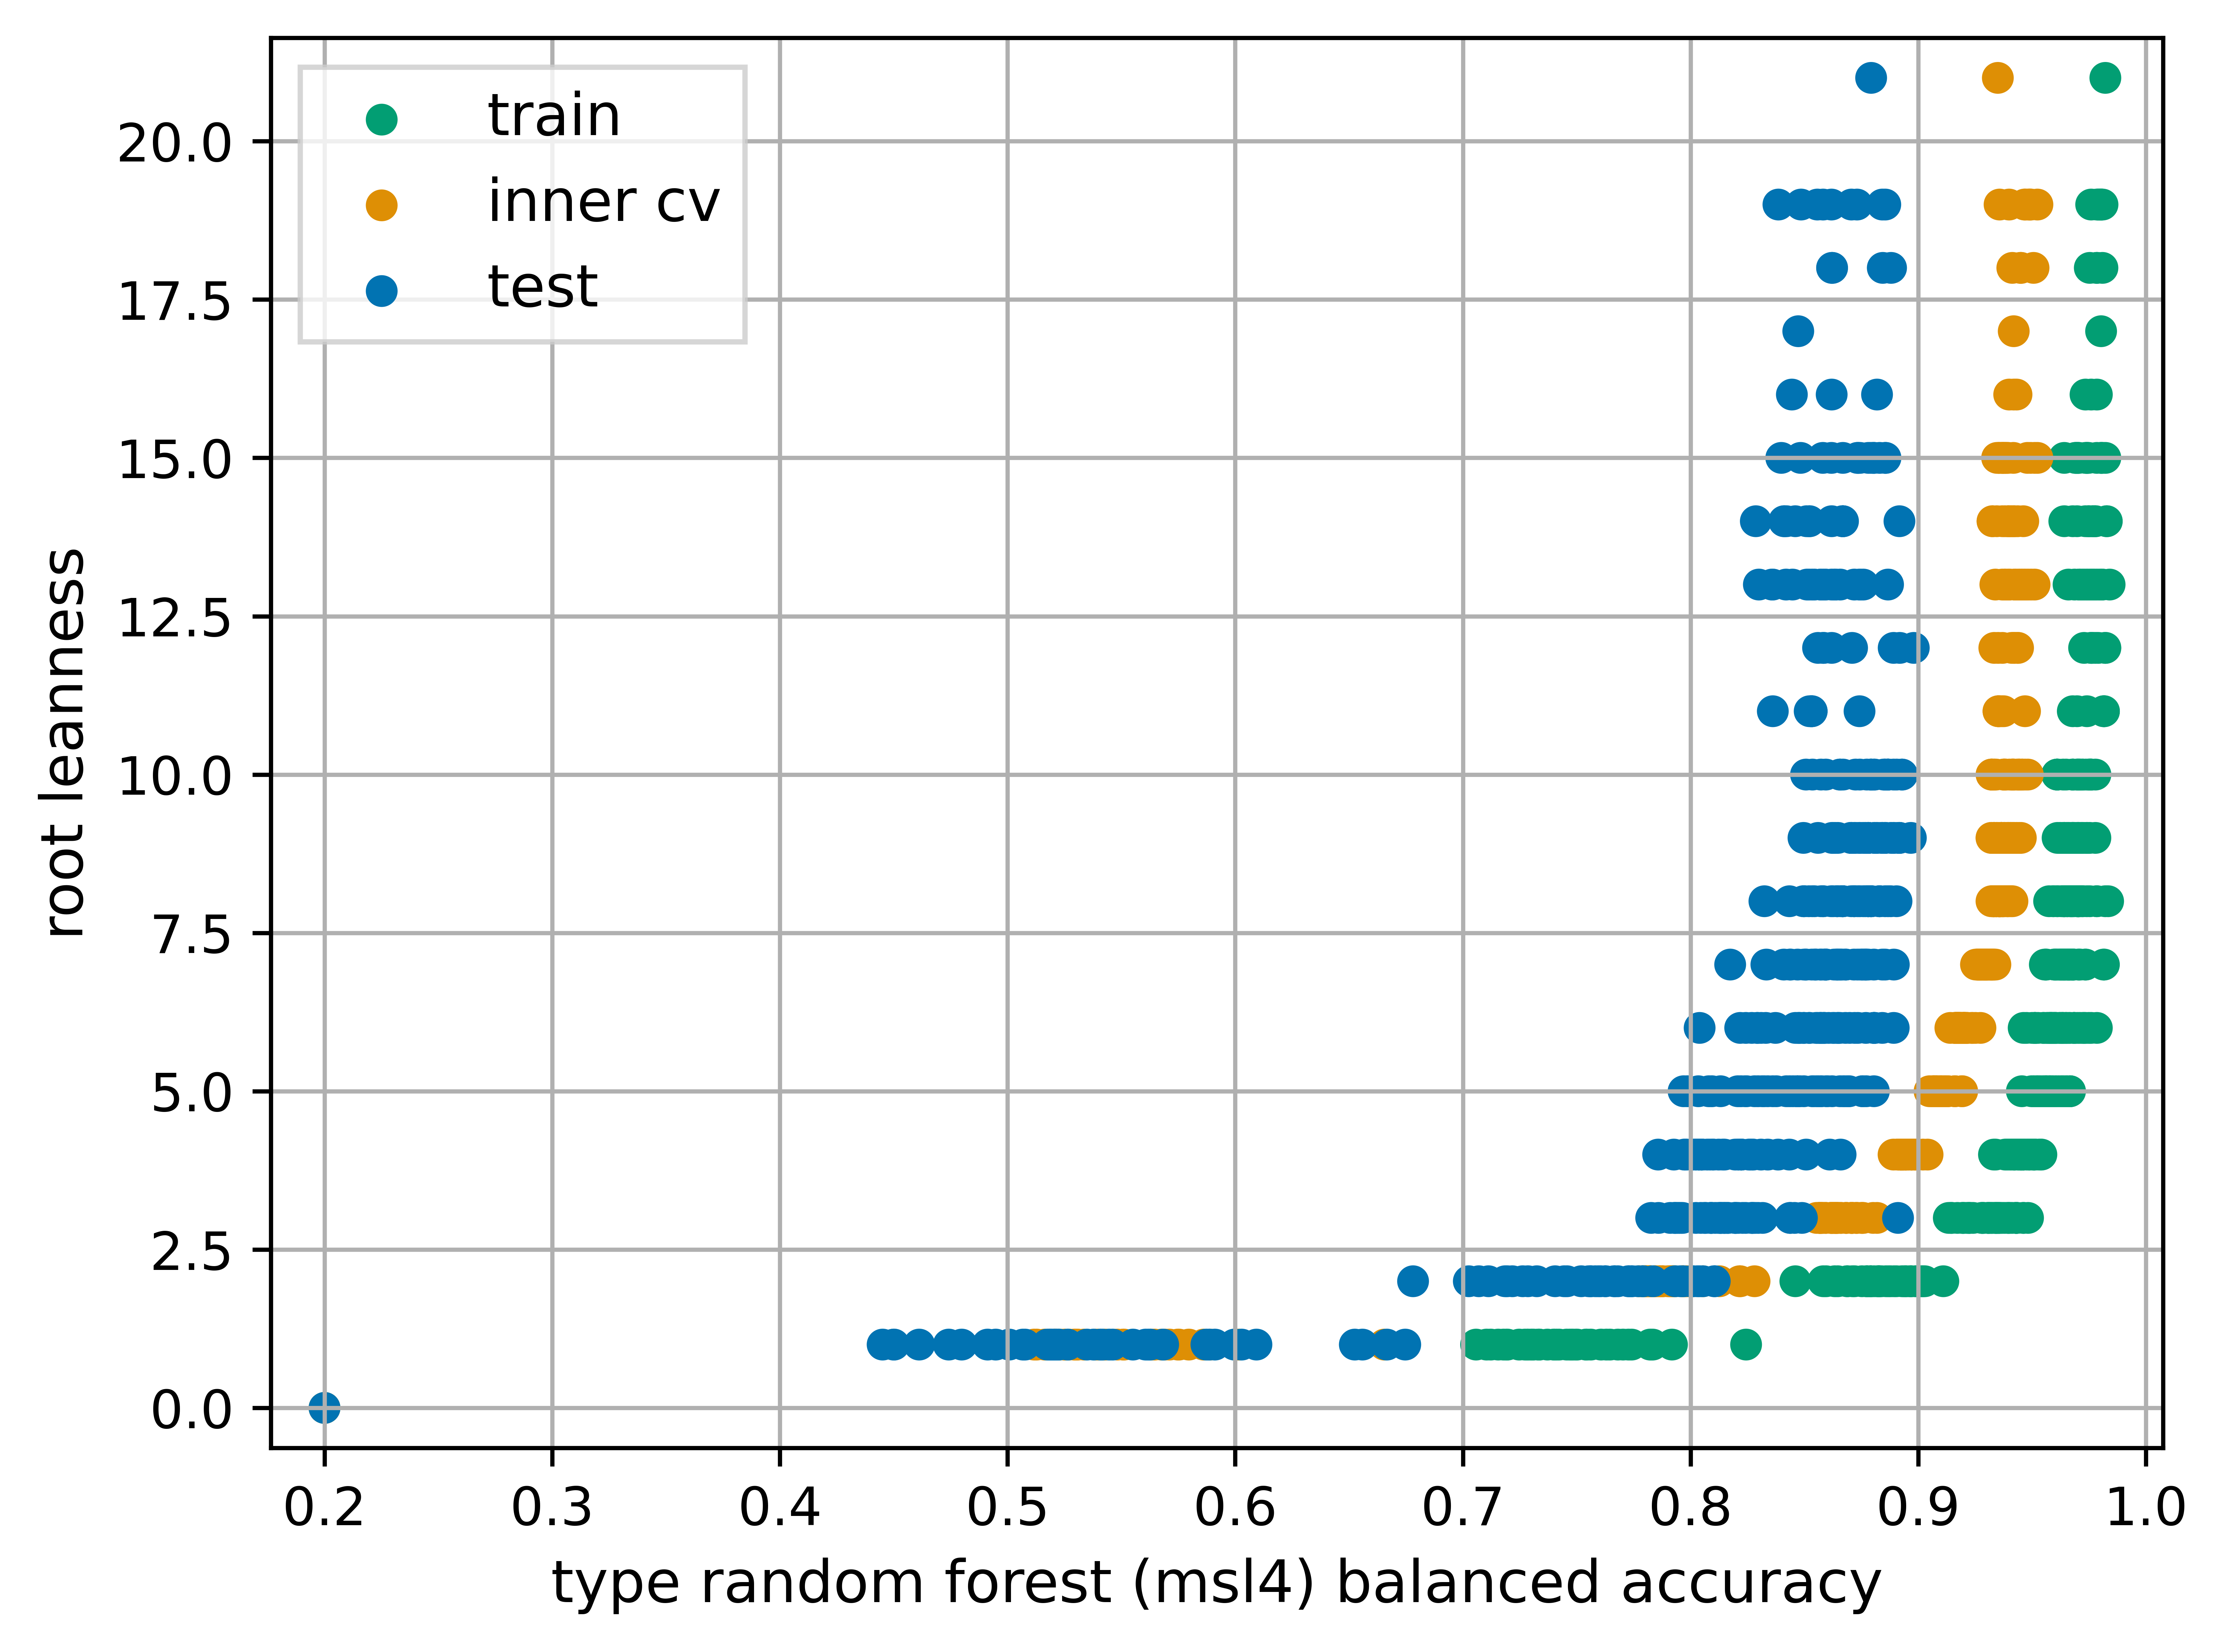 train
inner cv
test
20.0
17.5
15.0
12.5
10.0
7.5
5.0
2.5
0.0
root leanness
0.2 0.3 0.4 0.5 0.6 0.7 0.8 0.9 1.0
type random forest (msl4) balanced accuracy